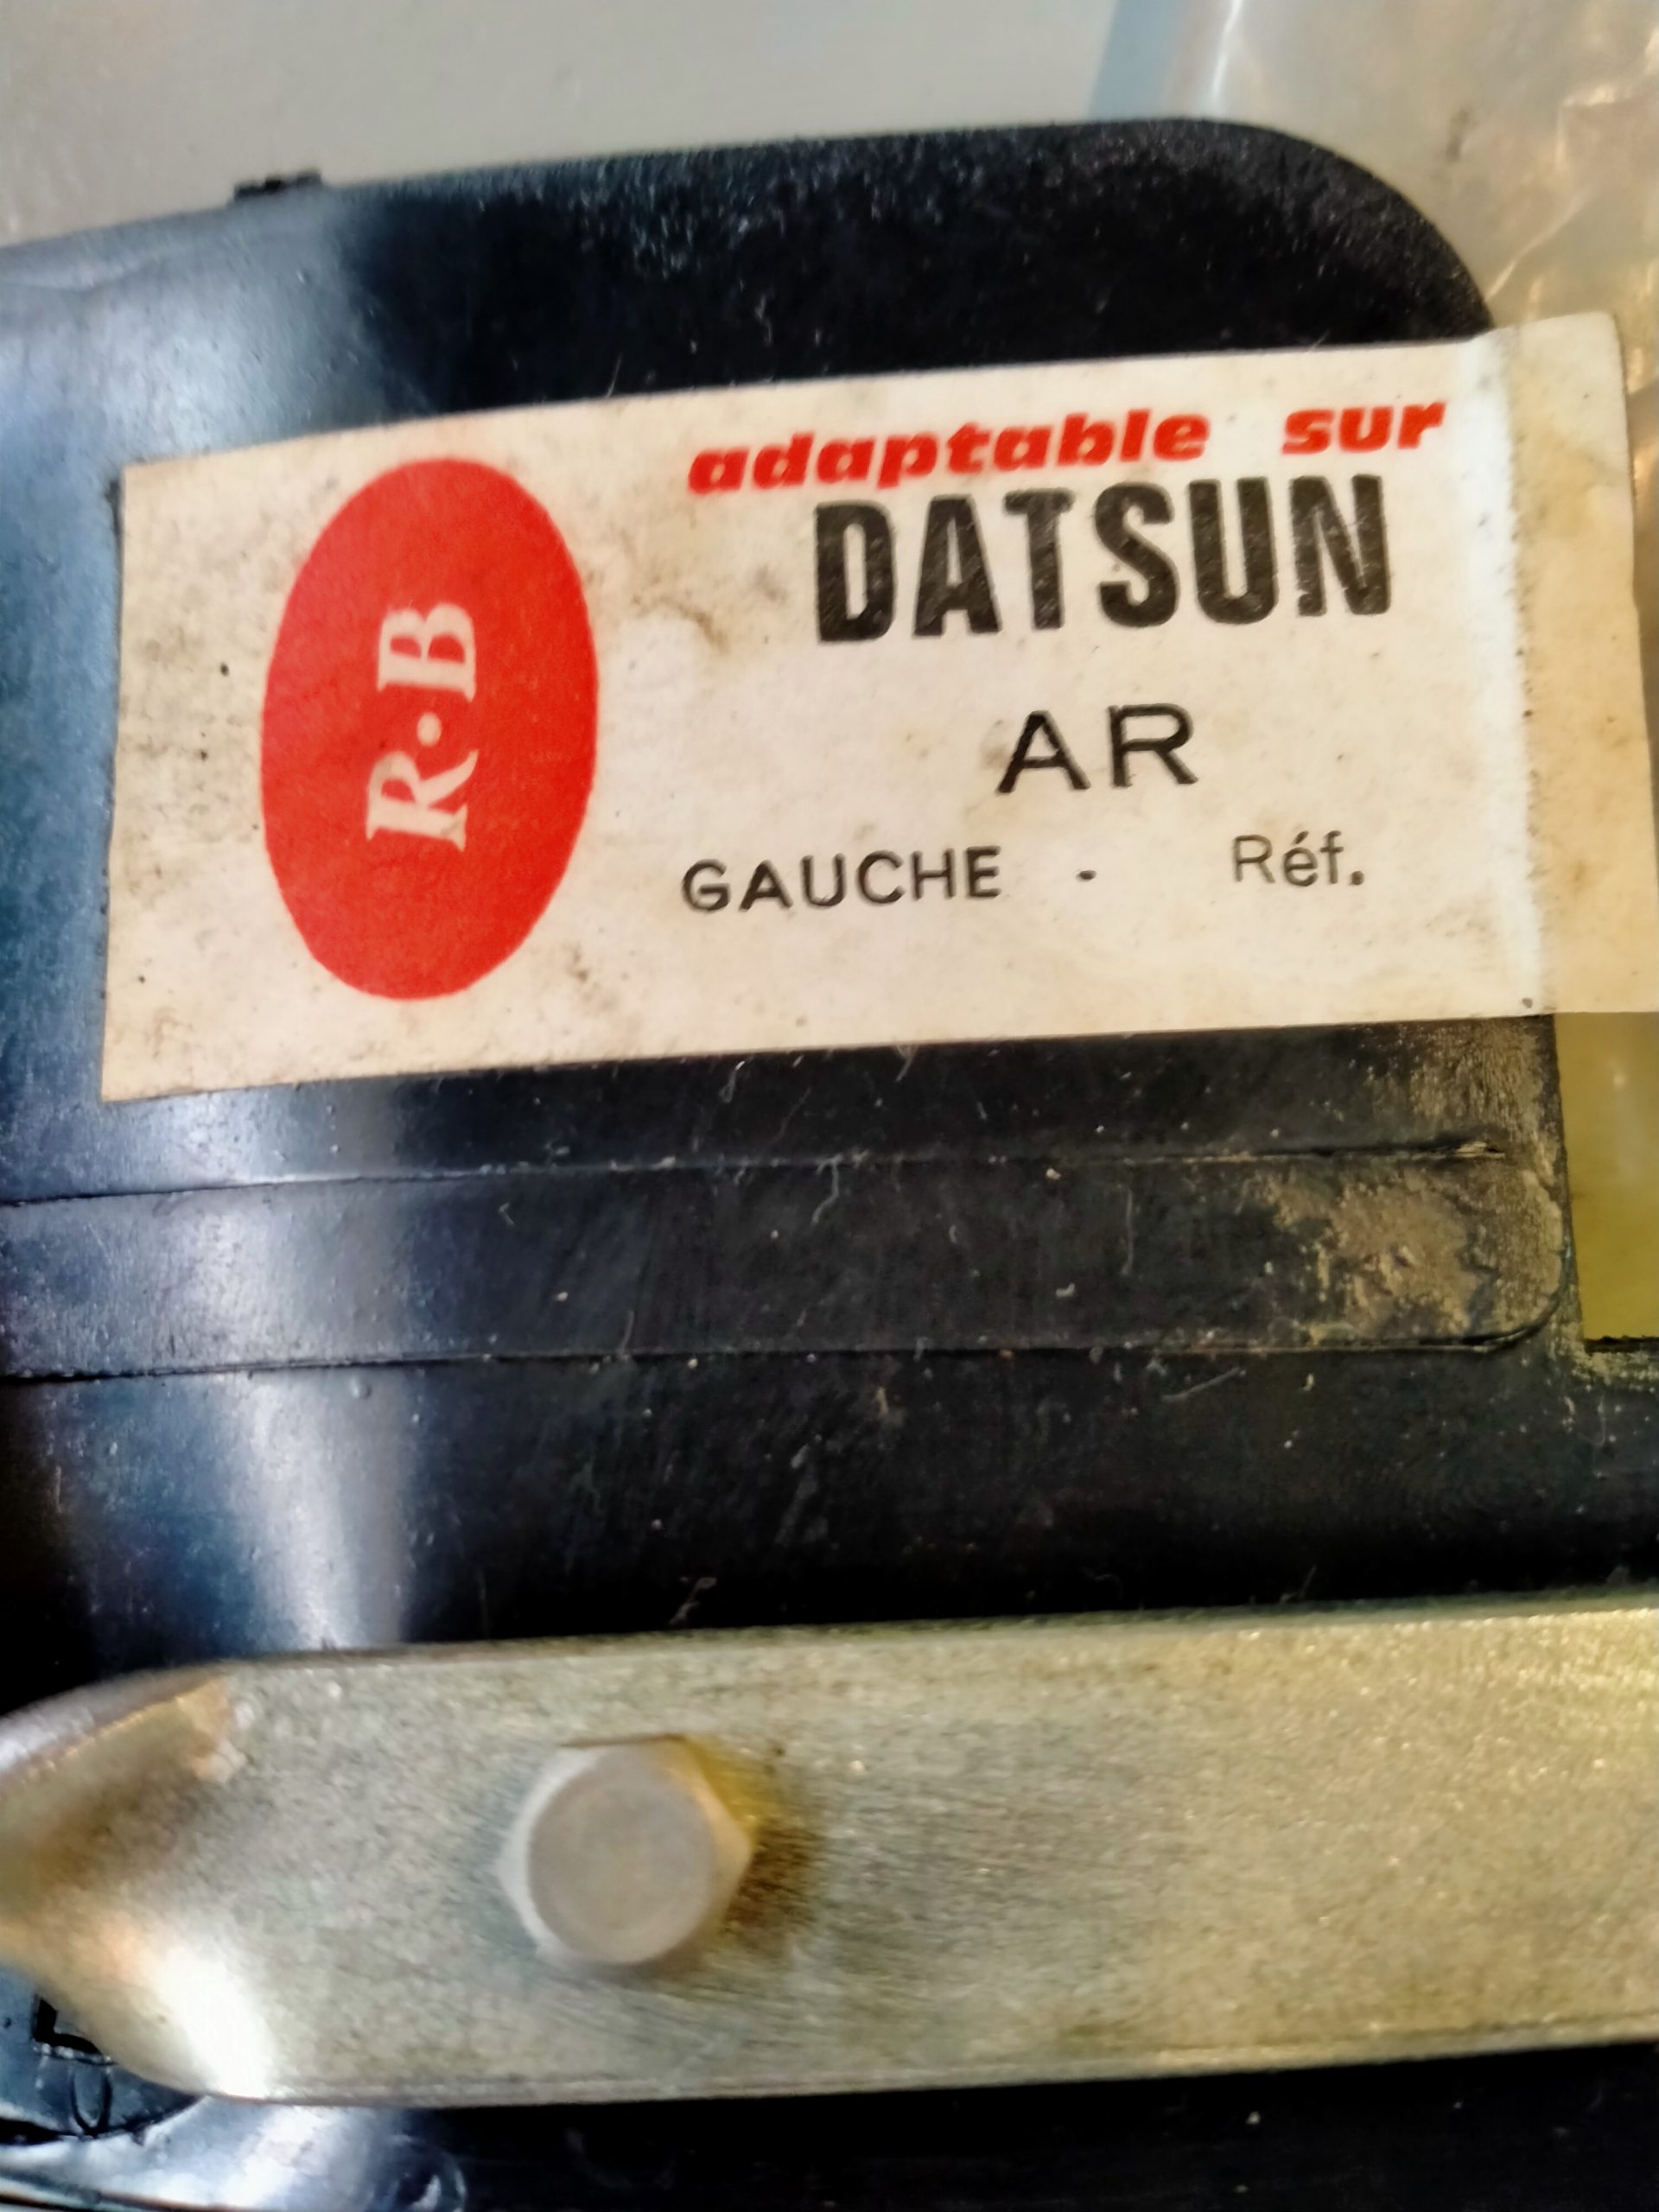 R·B
adaptable sur
DATSUN
AR
GAUCHE - Réf.